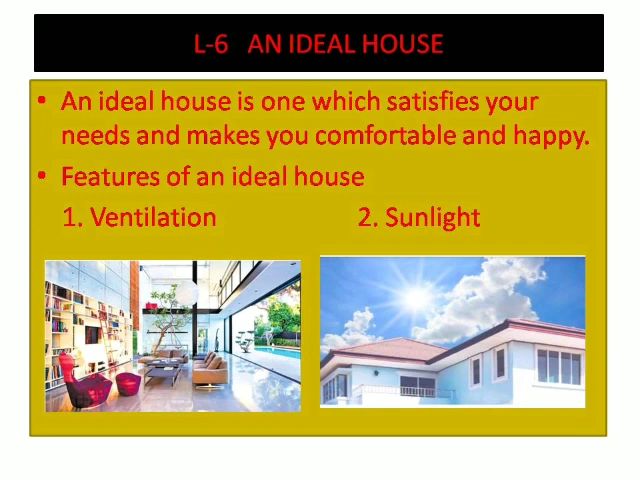 L-6 AN IDEAL HOUSE
• An ideal house is one which satisfies your
needs and makes you comfortable and happy.
• Features of an ideal house
1. Ventilation 2. Sunlight